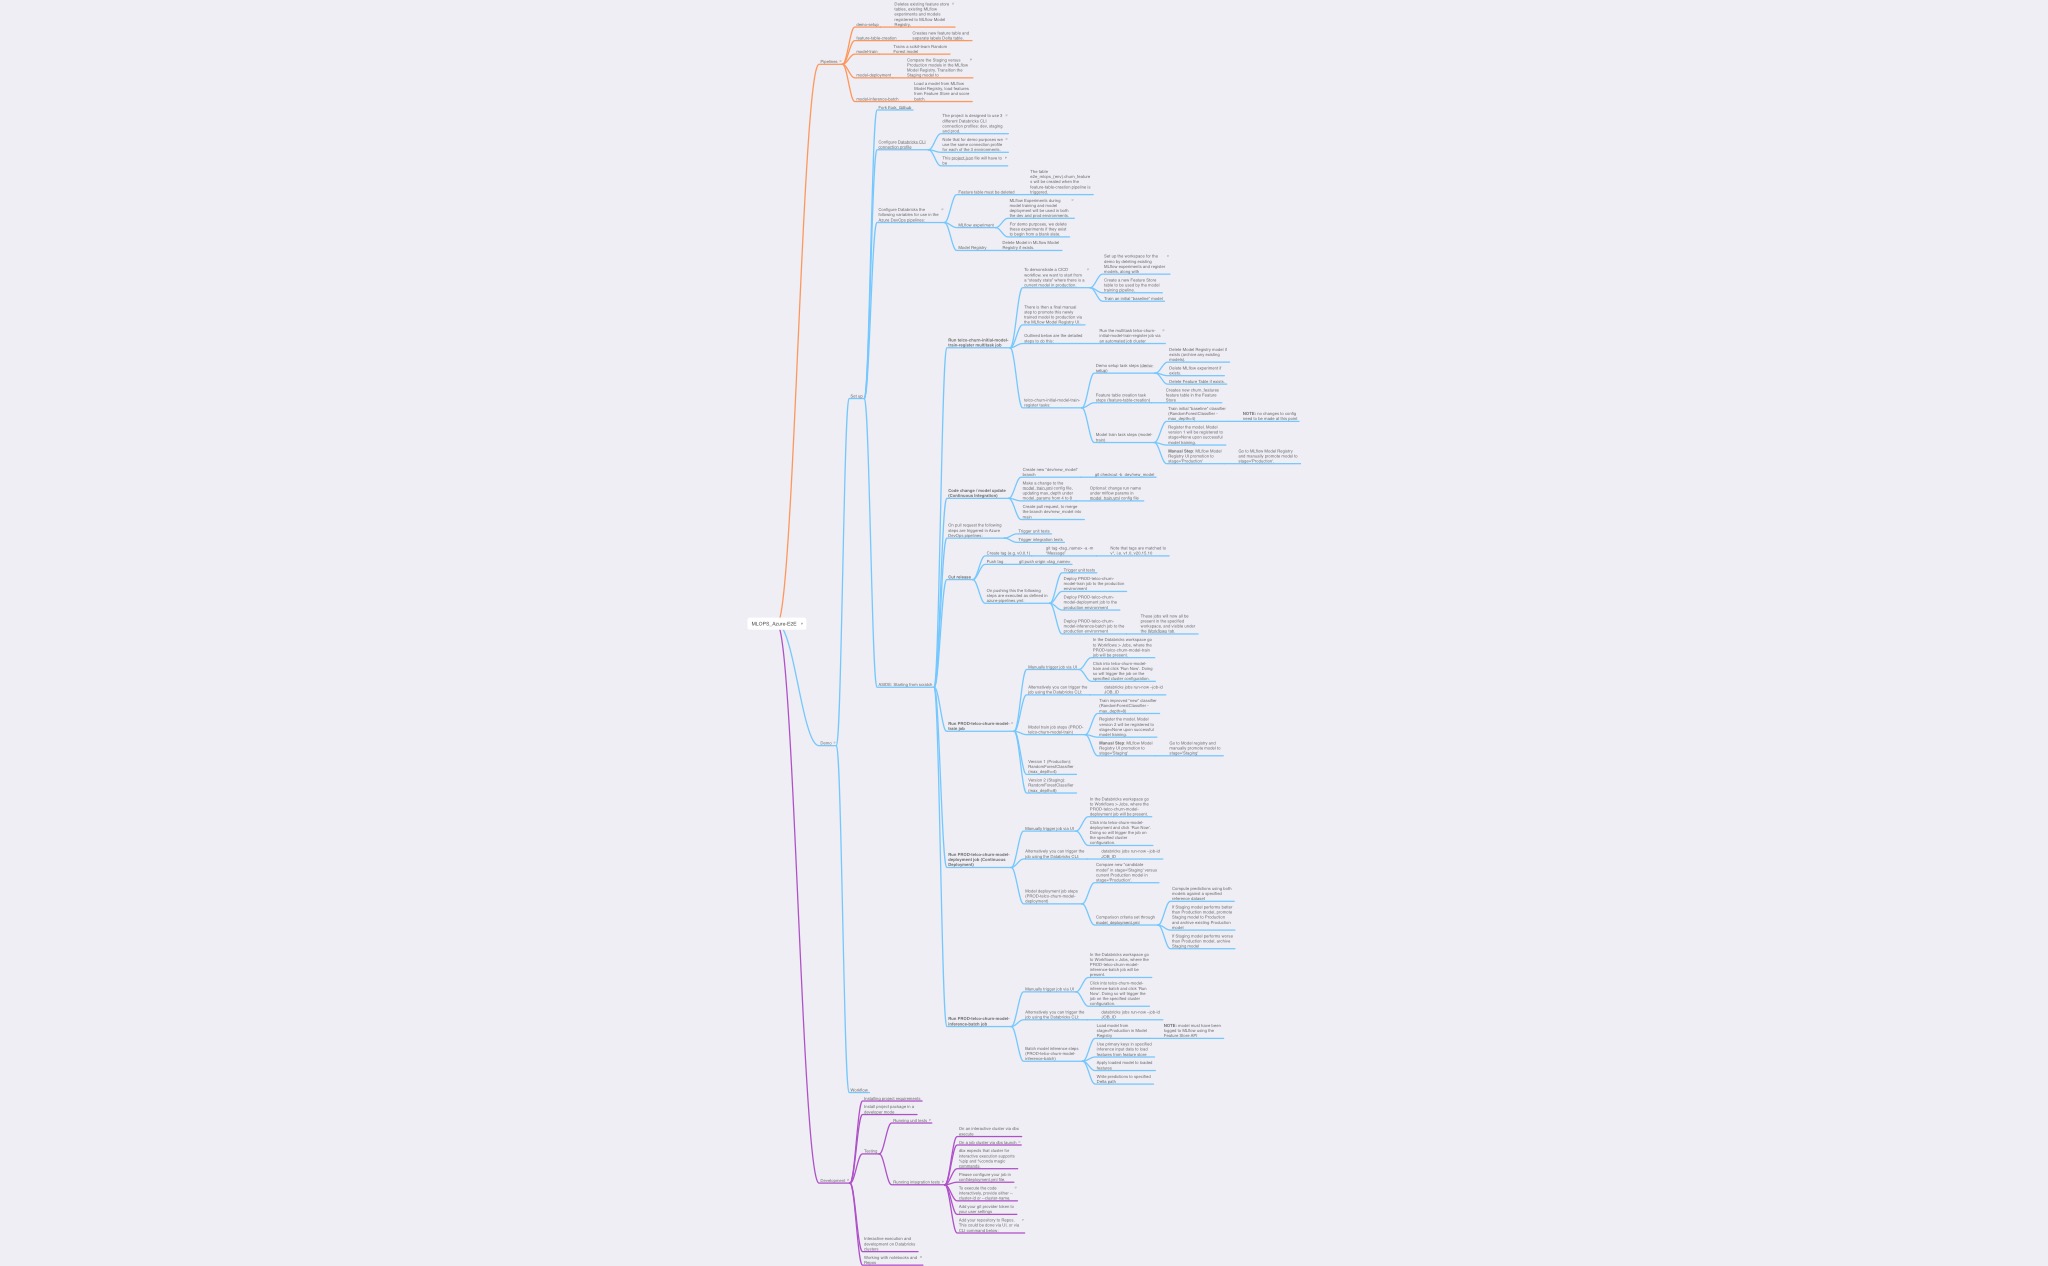 Deletes existing feature store
tables, existing MLflow
experiments and models
registered to MLflow Model
Registry
demo-setup
Creates new feature table and
separate labels Delta table.
feature-table-creation
Trains a scikit-learn Random
Forest model
model-train
Pipelines
Compare the Staging versus
Production models in the MLflow
Model Registry. Transition the
Staging model to
model-deployment
Load a model from MLflow
Model Registry, load features
from Feature Store and score
batch
model-inference-batch
The project is designed to use 3
different Databricks CLI
connection profiles: dev, staging
and prod.
Configure Databricks CLI
connection profile
Note that for demo purposes we
use the same connection profile
for each of the 3 environments.
This project.json file will have to
be
The table
will be created when the
feature-table-creation pipeline is
triggered.
Feature table must be deleted
Configure Databricks the
following variables for use in the
Azure DevOps pipelines:
MLflow Experiments during
model training and model
deployment will be used in both
the dev and prod environments.
MLflow experiment
For demo purposes, we delete
these experiments if they exist
to begin from a blank slate.
Model Registry
Delete Model in MLflow Model
Registry if exists.
To demonstrate a CICD
workflow, we want to start from
a "steady state" where there is a
current model in production.
Set up the workspace for the
demo by deleting existing
MLflow experiments and register
models, along with
Create a new Feature Store
table to be used by the model
training pipeline.
Train an initial "baseline" model
There is then a final manual
step to promote this newly
trained model to production via
the MLflow Model Registry UI.
Outlined below are the detailed
steps to do this:
Run the multitask telco-churn-
initial-model-train-register job via
an automated job cluster
Run telco-churn-initial-model-
train-register multitask job
Demo setup task steps (demo-
setup)
Delete Model Registry model if
exists (archive any existing
models).
Delete MLflow experiment if
exists.
Delete Feature Table if exists.
telco-churn-initial-model-train-
register tasks:
Feature table creation task
steps (feature-table-creation)
Creates new churn_features
feature table in the Feature
Store
Train initial "baseline" classifier
(RandomForestClassifier -
max_depth=4)
NOTE: no changes to config
need to be made at this point
Model train task steps (model-
train)
Register the model. Model
version 1 will be registered to
stage=None upon successful
model training.
Manual Step: MLflow Model
Registry UI promotion to
stage='Production'
Go to MLflow Model Registry
and manually promote model to
stage='Production'.
Set up
Create new "dev/new_model"
branch
git checkout -b dev/new_model
Code change / model update
(Continuous Integration)
Make a change to the
model_train.yml config file,
updating max_depth under
model_params from 4 to 8
Optional: change run name
under mlflow params in
model_train.yml config file
Create pull request, to merge
the branch dev/new_model into
main
On pull request the following
steps are triggered in Azure
DevOps pipelines:
Trigger unit tests
Trigger integration tests
Cut release
Create tag (e.g. v0.0.1)
git tag <tag_name> -a -m
"Message"
Note that tags are matched to
Push tag
git push origin <tag_name>
On pushing this the following
steps are executed as defined in
azure-pipelines.yml
Trigger unit tests
Deploy PROD-telco-churn-
model-train job to the production
environment
Deploy PROD-telco-churn-
model-deployment job to the
production environment
Deploy PROD-telco-churn-
model-inference-batch job to the
production environment
These jobs will now all be
present in the specified
workspace, and visible under
the Workflows tab.
MLOPS_Azure-E2E
ASIDE: Starting from scratch
Manually trigger job via UI
In the Databricks workspace go
to Workflows > Jobs, where the
PROD-telco-churn-model-train
job will be present.
Click into telco-churn-model-
train and click 'Run Now'. Doing
so will trigger the job on the
specified cluster configuration.
Alternatively you can trigger the
job using the Databricks CLI:
databricks jobs run-now --job-id
JOB_ID
Run PROD-telco-churn-model-
train job
Model train job steps (PROD-
telco-churn-model-train)
Train improved "new" classifier
(RandomForestClassifier -
max_depth=8)
Register the model. Model
version 2 will be registered to
stage=None upon successful
model training.
Manual Step: MLflow Model
Registry UI promotion to
stage='Staging'
Go to Model registry and
manually promote model to
stage='Staging'
Version 1 (Production):
RandomForestClassifier
(max_depth=4)
Version 2 (Staging):
RandomForestClassifier
(max_depth=8)
Demo
Manually trigger job via UI
In the Databricks workspace go
to Workflows > Jobs, where the
PROD-telco-churn-model-
deployment job will be present.
Click into telco-churn-model-
deployment and click 'Run Now'.
Doing so will trigger the job on
the specified cluster
configuration.
Run PROD-telco-churn-model-
deployment job (Continuous
Deployment)
Alternatively you can trigger the
job using the Databricks CLI:
databricks jobs run-now --job-id
JOB_ID
Model deployment job steps
(PROD-telco-churn-model-
deployment)
Compare new "candidate
model" in stage='Staging' versus
current Production model in
stage='Production'.
Comparison criteria set through
model_deployment.yml
Compute predictions using both
models against a specified
reference dataset
If Staging model performs better
than Production model, promote
Staging model to Production
and archive existing Production
model
If Staging model performs worse
than Production model, archive
Staging model
Manually trigger job via UI
In the Databricks workspace go
to Workflows > Jobs, where the
PROD-telco-churn-model-
inference-batch job will be
present.
Click into telco-churn-model-
inference-batch and click 'Run
Now'. Doing so will trigger the
job on the specified cluster
configuration.
Run PROD-telco-churn-model-
inference-batch job
Alternatively you can trigger the
job using the Databricks CLI:
databricks jobs run-now --job-id
JOB_ID
Batch model inference steps
(PROD-telco-churn-model-
inference-batch)
Load model from
stage=Production in Model
Registry
NOTE: model must have been
logged to MLflow using the
Feature Store API
Use primary keys in specified
inference input data to load
features from feature store
Apply loaded model to loaded
features
Write predictions to specified
Delta path
Workflow
Installing project requirements
Install project package in a
developer mode
Testing
Running unit tests
Running integration tests
On an interactive cluster via dbx
execute
On a job cluster via dbx launch
dbx expects that cluster for
interactive execution supports
%pip and %conda magic
commands.
Please configure your job in
conf/deployment.yml file.
To execute the code
interactively, provide either --
cluster-id or --cluster-name.
Add your git provider token to
your user settings
Add your repository to Repos.
This could be done via UI, or via
CLI command below:
Development
Interactive execution and
development on Databricks
clusters
Working with notebooks and
Repos